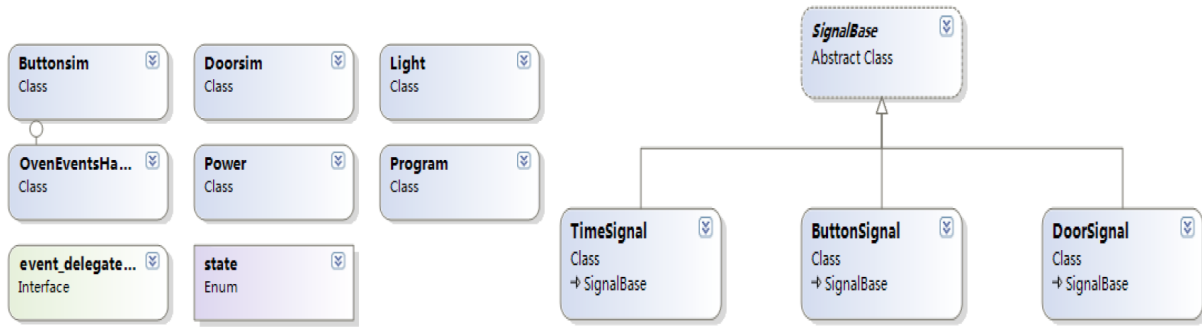 Buttonsim
Class
Doorsim
Class
Light
Class
OvenEventsHa...
Class
Power
Class
Program
Class
event_delegate...
Interface
state
Enum
SignalBase
Abstract Class
TimeSignal
Class
SignalBase
ButtonSignal
Class
SignalBase
DoorSignal
Class
SignalBase